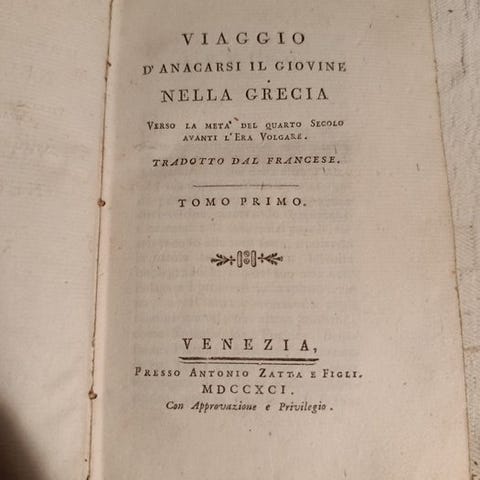 VIAGGIO
D'ANACARSI IL GIOVINE
NELLA GRECIA
VERSO LA META' DEL QUARTO SECOLO
AVANTI L'ERA VOLGARE.
TRADOTTO DAL FRANCESE.
TOMO PRIMO.
VENEZIA,
PRESSO ANTONIO ZATTA E FIGLI.
MDCCXCI.
Con Approvazione e Privilegio.